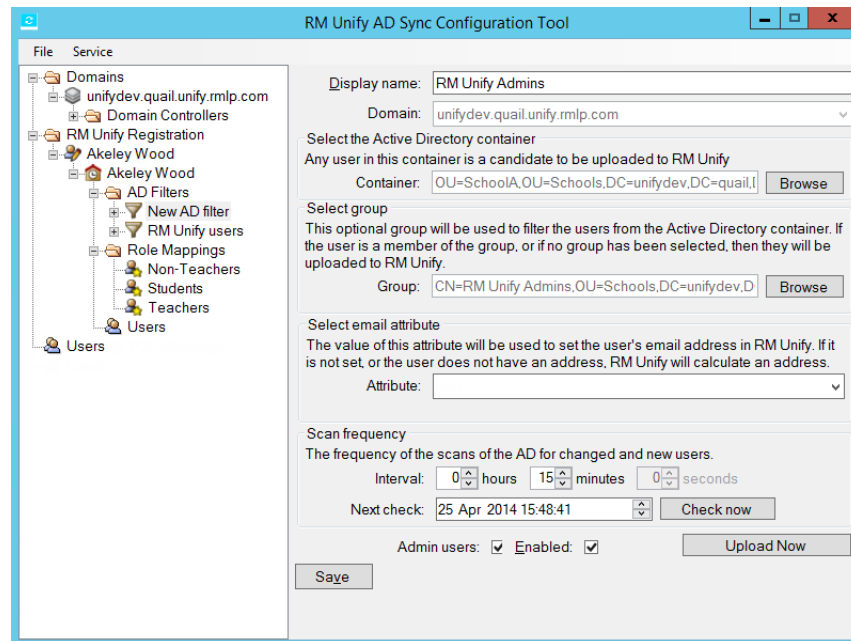 RM Unify AD Sync Configuration Tool
File Service
Domains
unifydev.quail.unify.rmlp.com
Domain Controllers
RM Unify Registration
Akeley Wood
Akeley Wood
AD Filters
New AD filter
RM Unify users
Role Mappings
Non-Teachers
Students
Teachers
Users
Users
Display name: RM Unify Admins
Domain: unifydev.quail.unify.rmlp.com
Select the Active Directory container
Any user in this container is a candidate to be uploaded to RM Unify
Container: OU=SchoolA,OU=Schools,DC=unifydev,DC=quail,[ Browse
Select group
This optional group will be used to filter the users from the Active Directory container. If
the user is a member of the group, or if no group has been selected, then they will be
uploaded to RM Unify.
Group: CN=RM Unify Admins,OU=Schools,DC=unifydev,D Browse
Select email attribute
The value of this attribute will be used to set the user's email address in RM Unify. If it
is not set, or the user does not have an address, RM Unify will calculate an address.
Attribute:
Scan frequency
The frequency of the scans of the AD for changed and new users.
Interval: 0 hours 15 minutes 0 seconds
Next check: 25 Apr 2014 15:48:41 Check now
Admin users: Enabled: Upload Now
Save